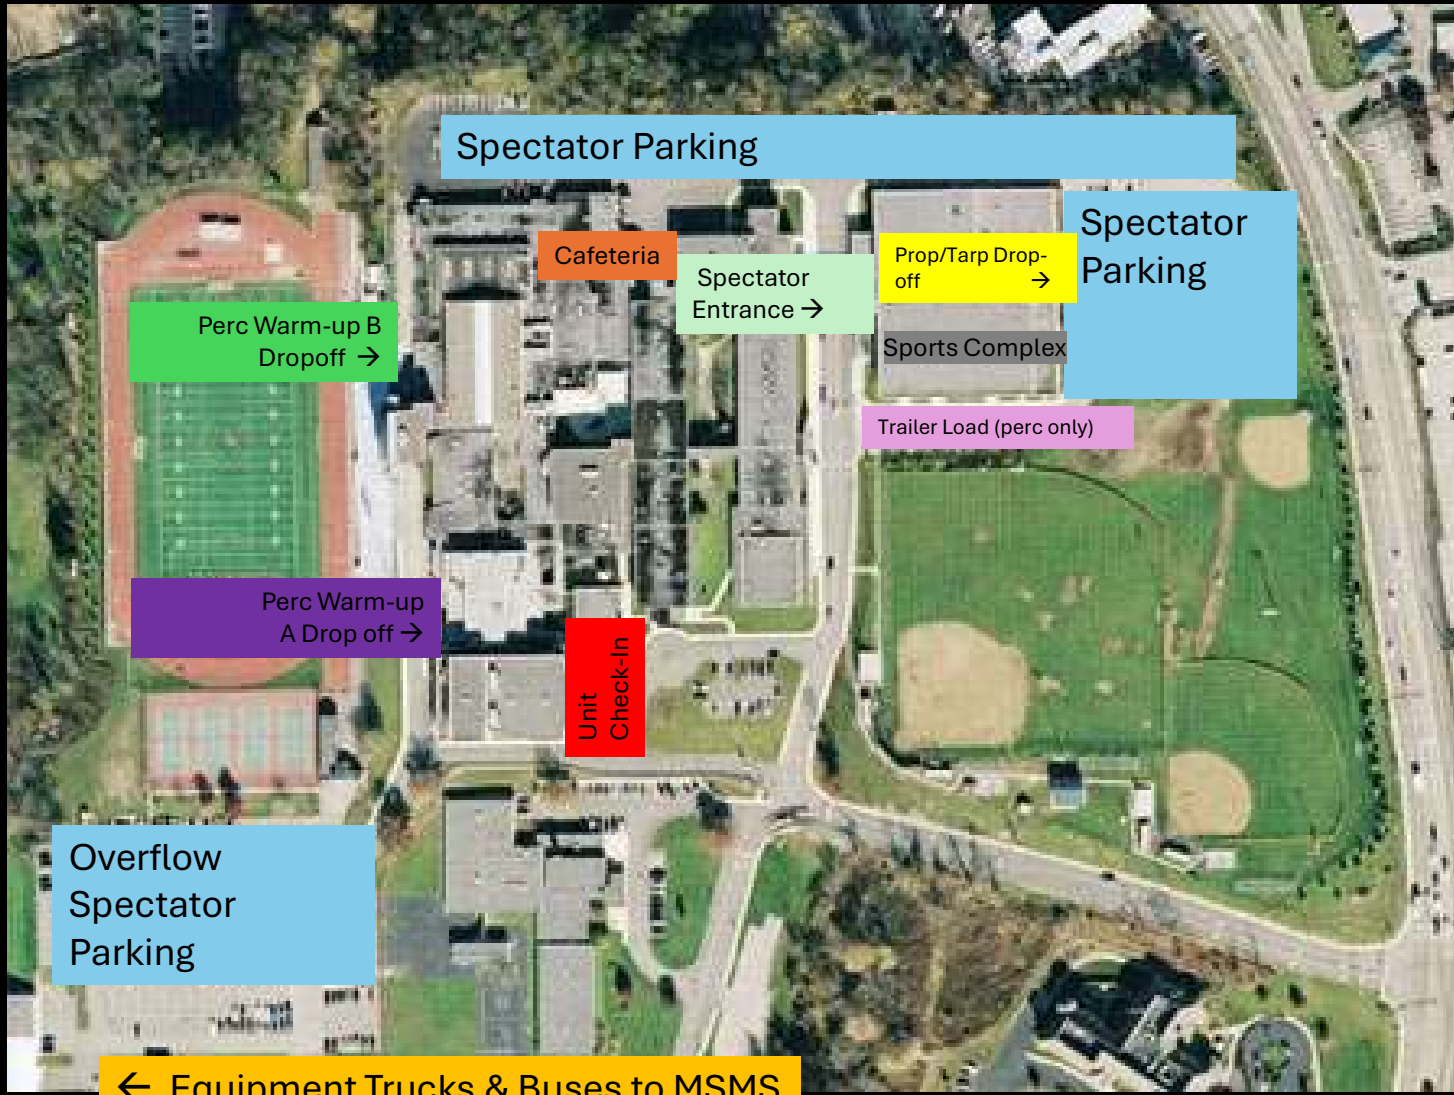 Spectator Parking
Spectator
Parking
Cafeteria
Prop/Tarp Drop-
off →
Spectator
Entrance →
Perc Warm-up B
Dropoff →
Sports Complex
Trailer Load (perc only)
Perc Warm-up
A Drop off →
Unit
Check-In
Overflow
Spectator
Parking
← Equipment Trucks & Buses to MSMS